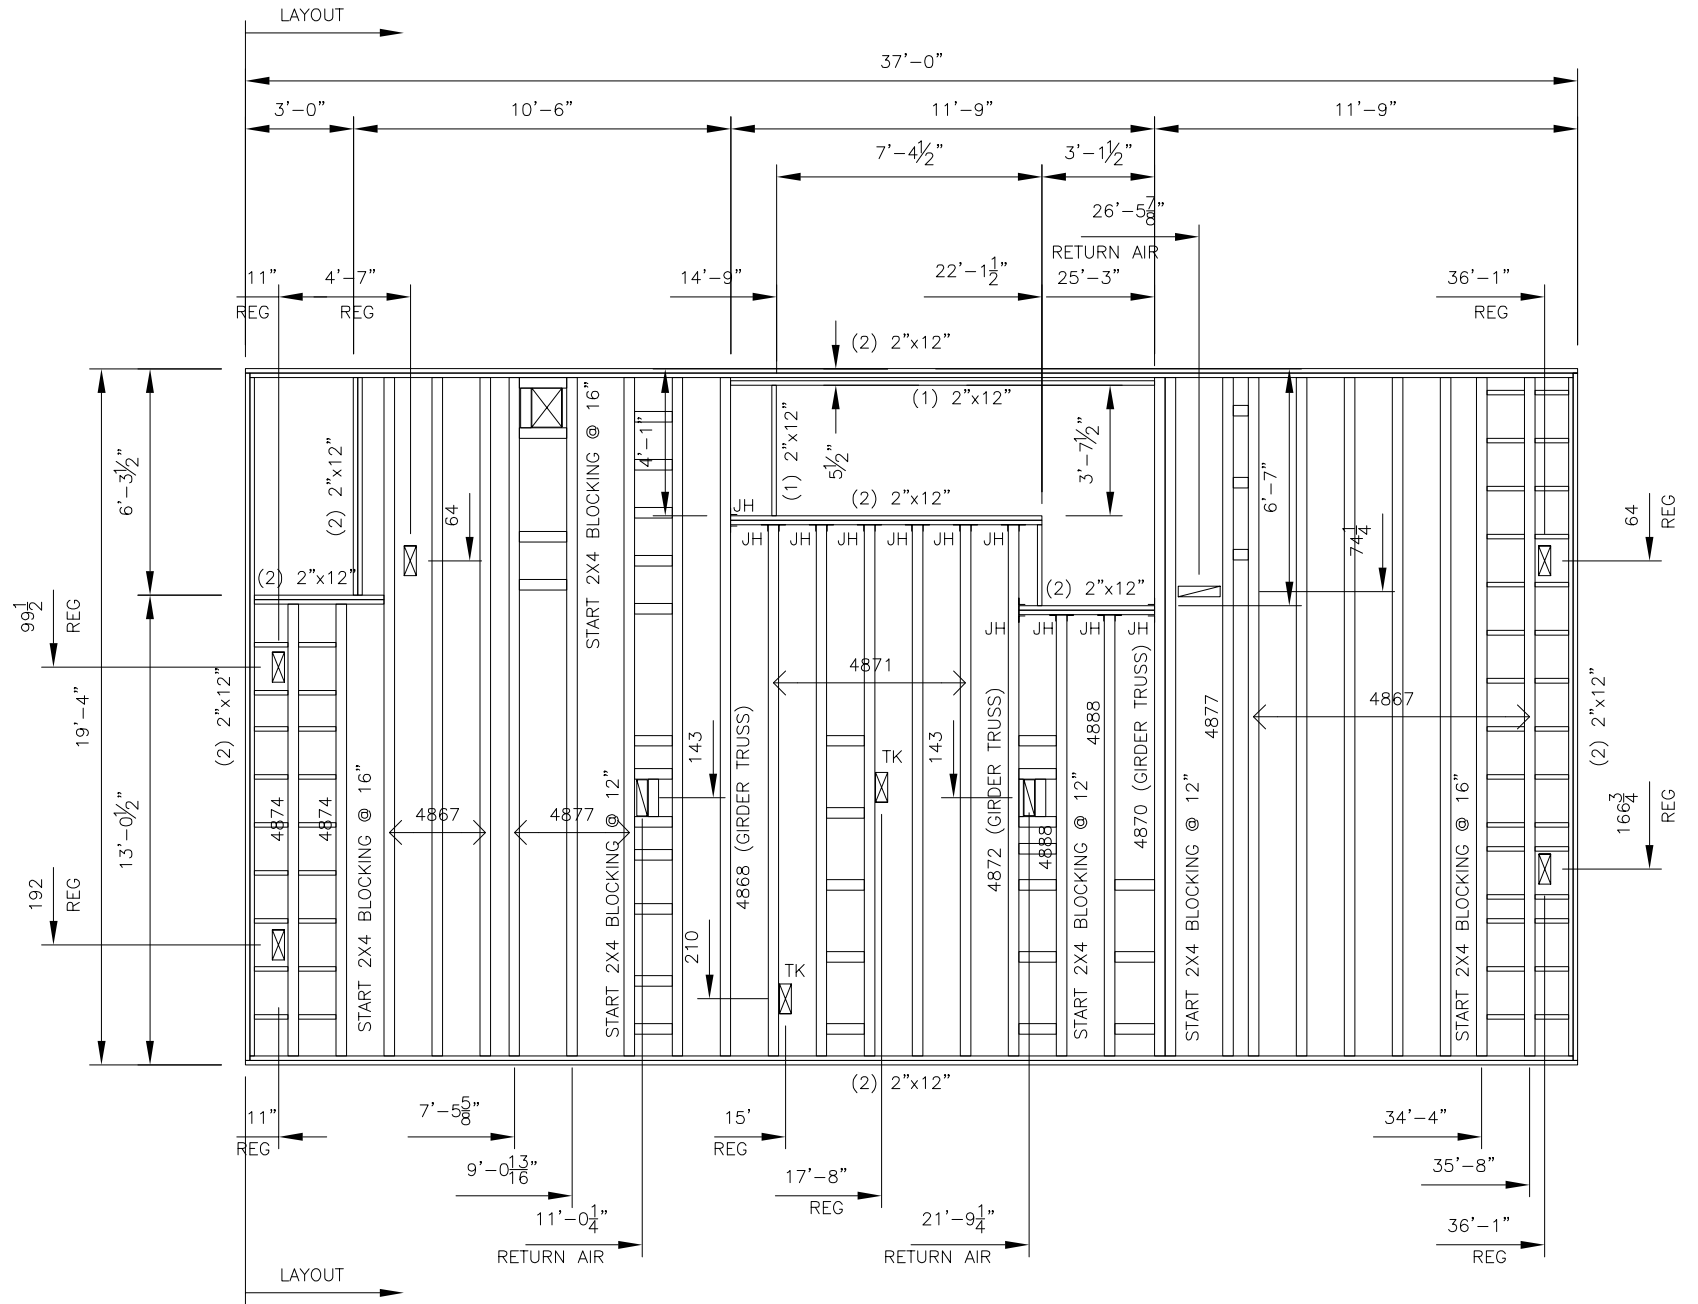 LAYOUT
37'-0"
3'-0"
10'-6"
11'-9"
11'-9"
7'-4½"
3'-1½"
26'-5⅞"
RETURN AIR
11"
REG
4'-7"
REG
14'-9"
22'-1½"
25'-3"
36'-1"
REG
(2) 2"x12"
(1) 2"x12"
6'-3½"
(2) 2"x12"
64
START 2X4 BLOCKING @ 16"
4'-1"
(1) 2"x12"
5½"
3'-7½"
6'-7"
74¼
64
REG
JH
(2) 2"x12"
JH
JH
JH
JH
JH
JH
(2) 2"x12"
(2) 2"x12"
JH
JH
JH
JH
99½
REG
19'-4"
(2) 2"x12"
4871
4867
(2) 2"x12"
143
4868 (GIRDER TRUSS)
143
4872 (GIRDER TRUSS)
4888
4870 (GIRDER TRUSS)
4877
TK
13'-0½"
4874
4874
START 2X4 BLOCKING @ 16"
4867
4877
START 2X4 BLOCKING @ 12"
4888
START 2X4 BLOCKING @ 12"
START 2X4 BLOCKING @ 12"
START 2X4 BLOCKING @ 16"
166¾
REG
192
REG
210
TK
(2) 2"x12"
11"
REG
7'-5⅝"
15'
REG
34'-4"
9'-0 13/16"
17'-8"
REG
35'-8"
11'-0¼"
RETURN AIR
21'-9¼"
RETURN AIR
36'-1"
REG
LAYOUT